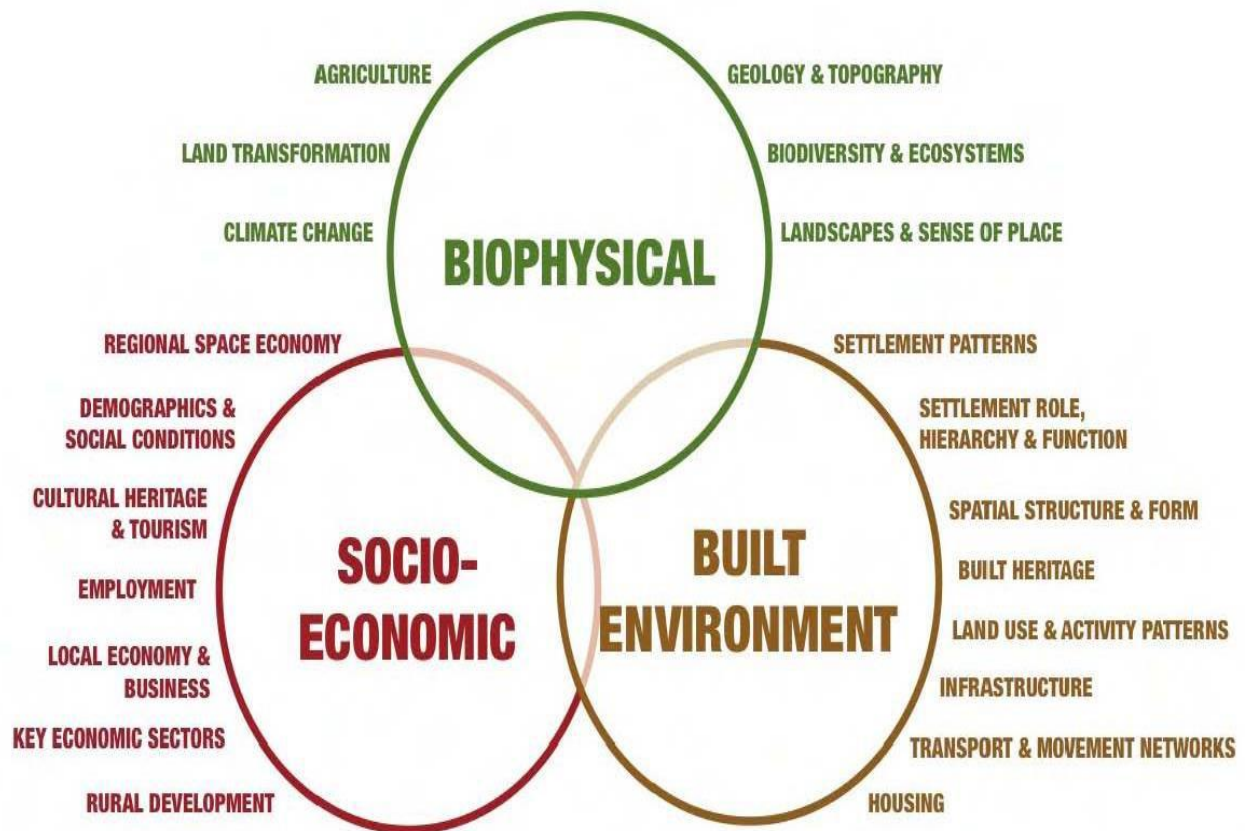 AGRICULTURE
GEOLOGY & TOPOGRAPHY
LAND TRANSFORMATION
BIODIVERSITY & ECOSYSTEMS
CLIMATE CHANGE
LANDSCAPES & SENSE OF PLACE
BIOPHYSICAL
REGIONAL SPACE ECONOMY
DEMOGRAPHICS &
SOCIAL CONDITIONS
CULTURAL HERITAGE
& TOURISM
EMPLOYMENT
LOCAL ECONOMY &
BUSINESS
KEY ECONOMIC SECTORS
RURAL DEVELOPMENT
SOCIO-
ECONOMIC
BUILT
ENVIRONMENT
SETTLEMENT PATTERNS
SETTLEMENT ROLE,
HIERARCHY & FUNCTION
SPATIAL STRUCTURE & FORM
BUILT HERITAGE
LAND USE & ACTIVITY PATTERNS
INFRASTRUCTURE
TRANSPORT & MOVEMENT NETWORKS
HOUSING